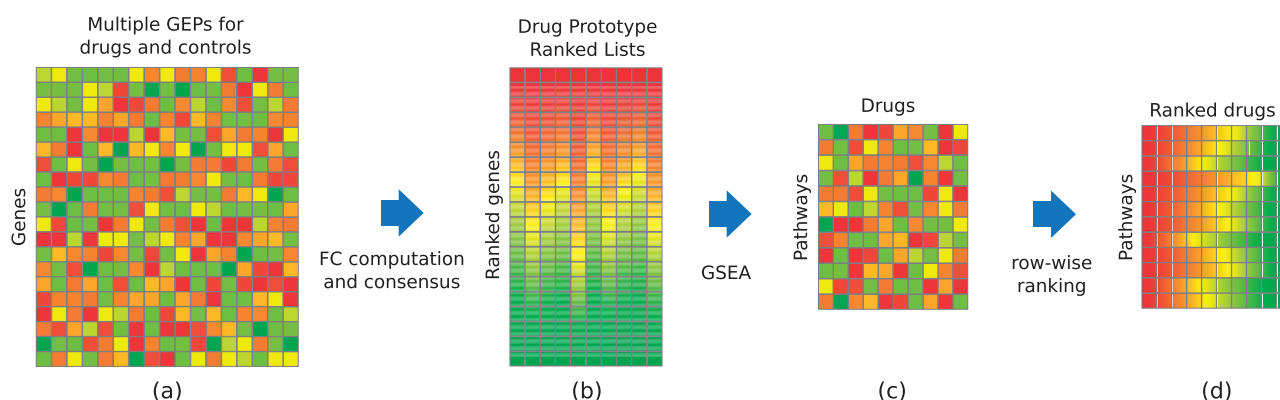 Multiple GEPs for
drugs and controls
Genes
(a)
FC computation
and consensus
Drug Prototype
Ranked Lists
Ranked genes
(b)
GSEA
Drugs
Pathways
(c)
row-wise
ranking
Ranked drugs
Pathways
(d)